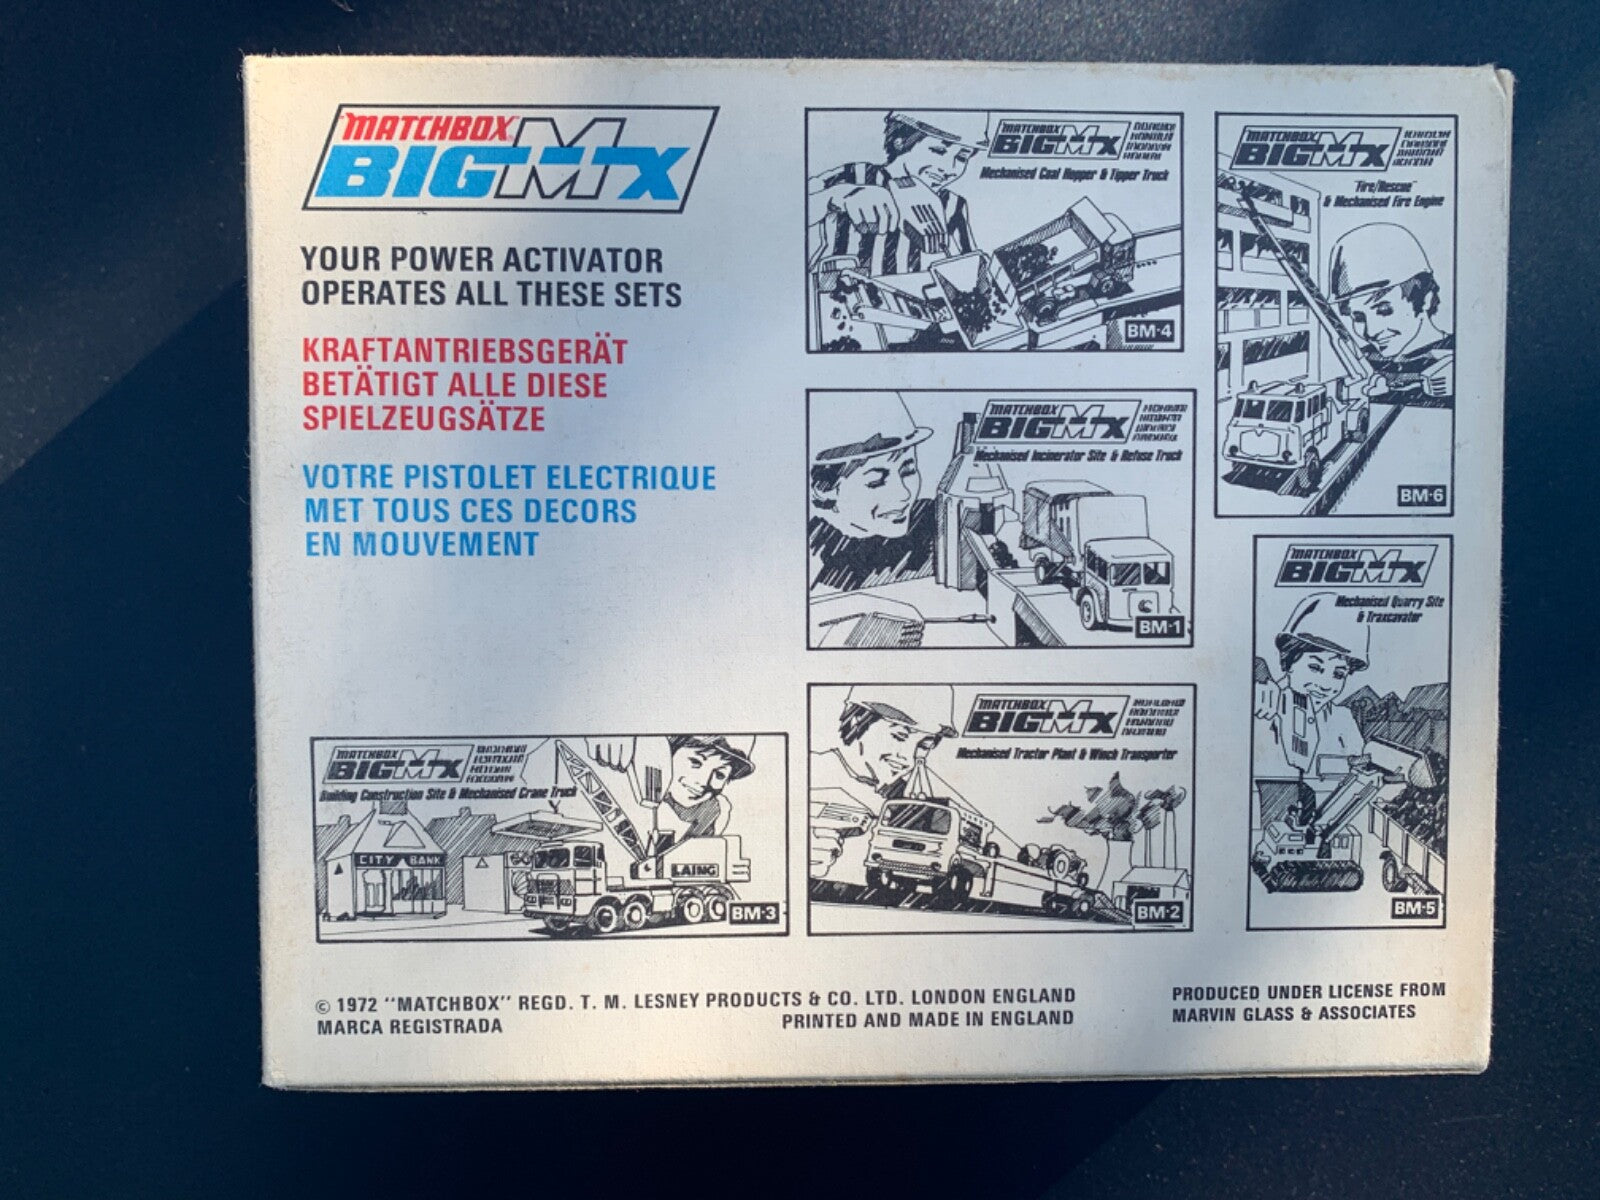 MATCHBOX
BIG MX
YOUR POWER ACTIVATOR
OPERATES ALL THESE SETS
KRAFTANTRIEBSGERÄT
BETÄTIGT ALLE DIESE
SPIELZEUGSÄTZE
VOTRE PISTOLET ELECTRIQUE
MET TOUS CES DECORS
EN MOUVEMENT
MATCHBOX
BIG MX
Building Construction Site & Mechanised Crane Truck
CITY BANK
LAING
BM-3
MATCHBOX
BIG MX
Mechanised Coal Hopper & Tipper Truck
BM-4
MATCHBOX
BIG MX
Mechanised Incinerator Site & Refuse Truck
BM-1
MATCHBOX
BIG MX
Mechanised Tractor Plant & Winch Transporter
BM-2
MATCHBOX
BIG MX
"Fire/Rescue"
& Mechanised Fire Engine
BM-6
MATCHBOX
BIG MX
Mechanised Quarry Site
& Traxcavator
BM-5
© 1972 "MATCHBOX" REGD. T. M. LESNEY PRODUCTS & CO. LTD. LONDON ENGLAND
MARCA REGISTRADA
PRINTED AND MADE IN ENGLAND
PRODUCED UNDER LICENSE FROM
MARVIN GLASS & ASSOCIATES